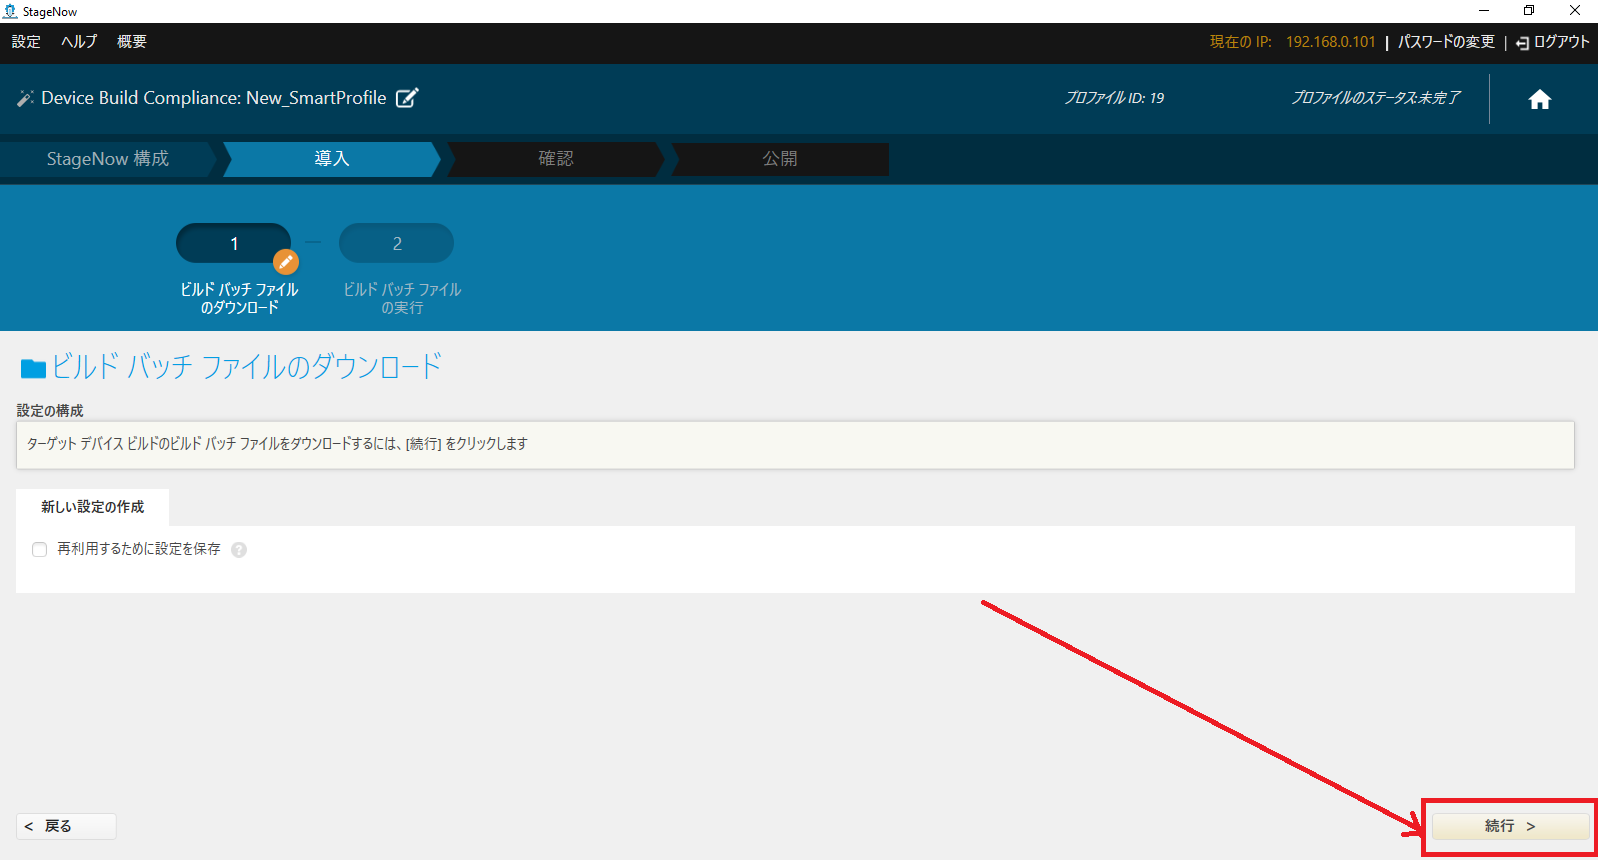 StageNow
設定 ヘルプ 概要
現在の IP: 192.168.0.101 | パスワードの変更 | ログアウト
Device Build Compliance: New_SmartProfile
プロファイル ID: 19
プロファイルのステータス:未完了
StageNow 構成
導入
確認
公開
1
2
ビルド バッチ ファイル
のダウンロード
ビルド バッチ ファイル
の実行
ビルド バッチ ファイルのダウンロード
設定の構成
ターゲット デバイス ビルドのビルド バッチ ファイルをダウンロードするには、[続行] をクリックします
新しい設定の作成
再利用するために設定を保存 ?
< 戻る
続行 >